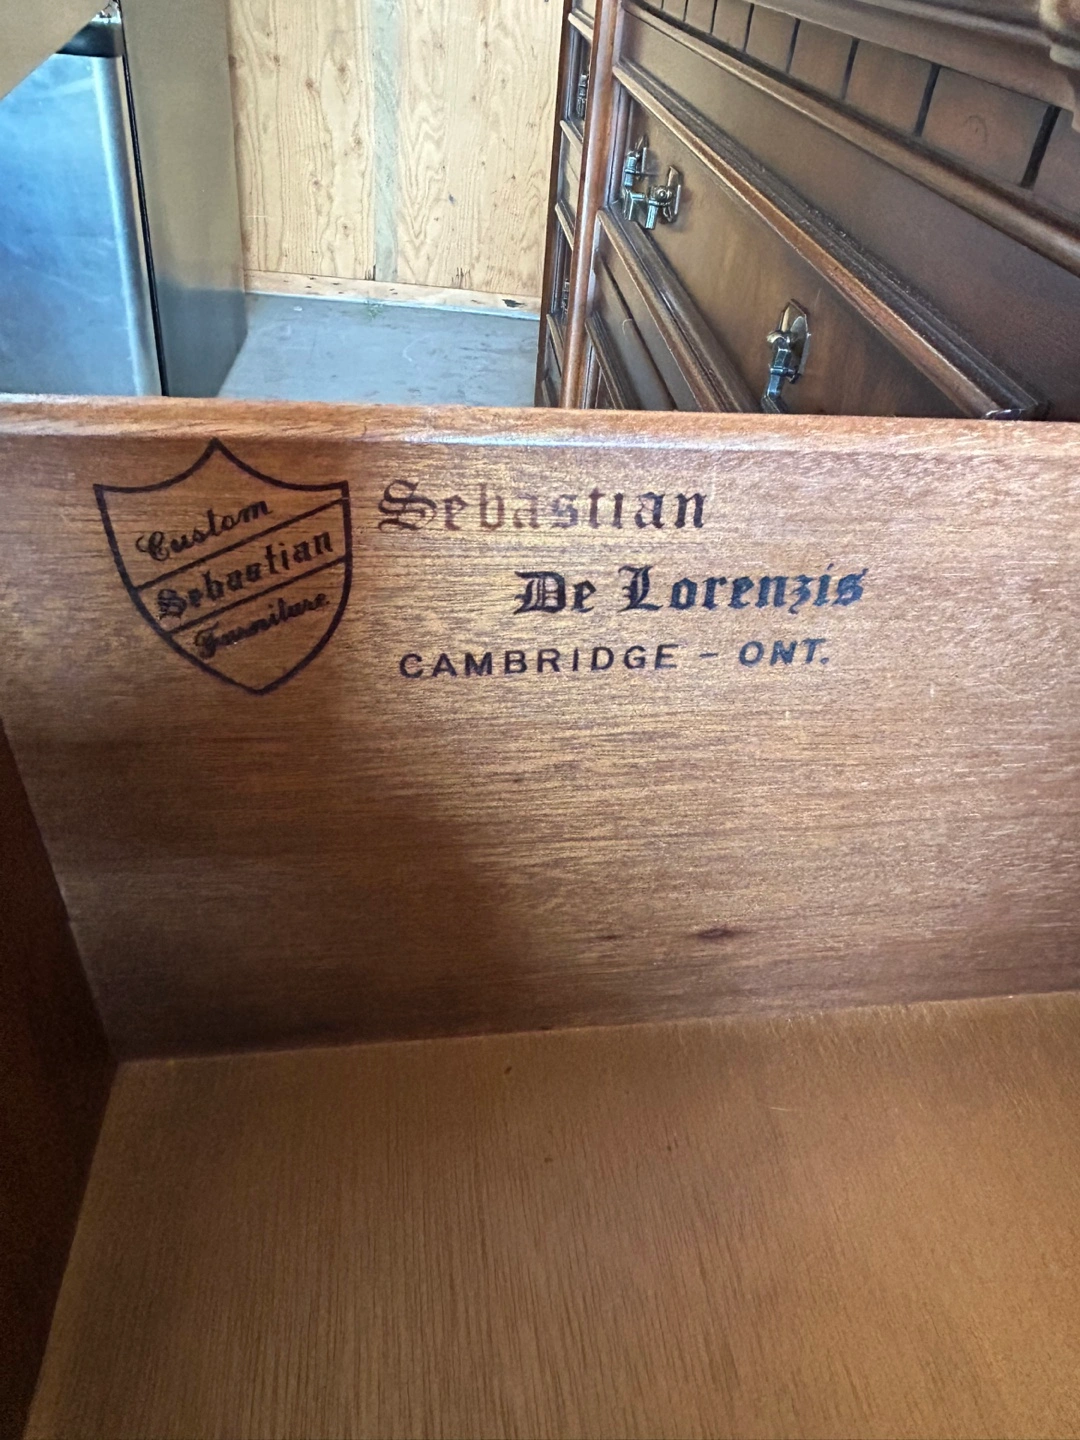 Custom
Sebastian
Furniture
Sebastian
De Lorenzis
CAMBRIDGE - ONT.